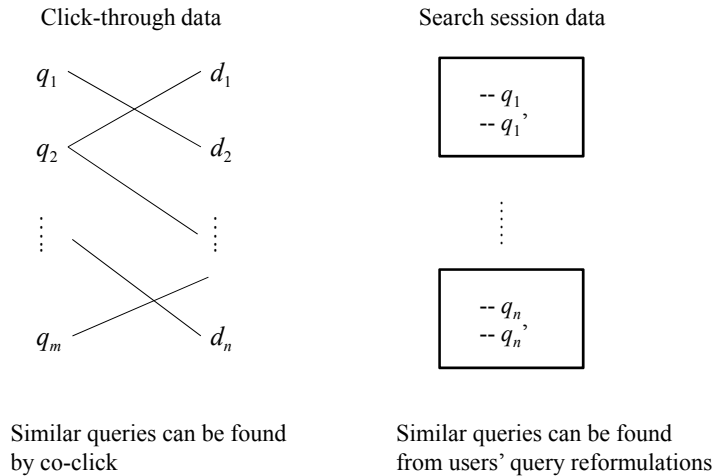 Click-through data
q1 d1
q2 d2
qm dn
Similar queries can be found
by co-click
Search session data
-- q1
-- q1’
-- qn
-- qn’
Similar queries can be found
from users’ query reformulations